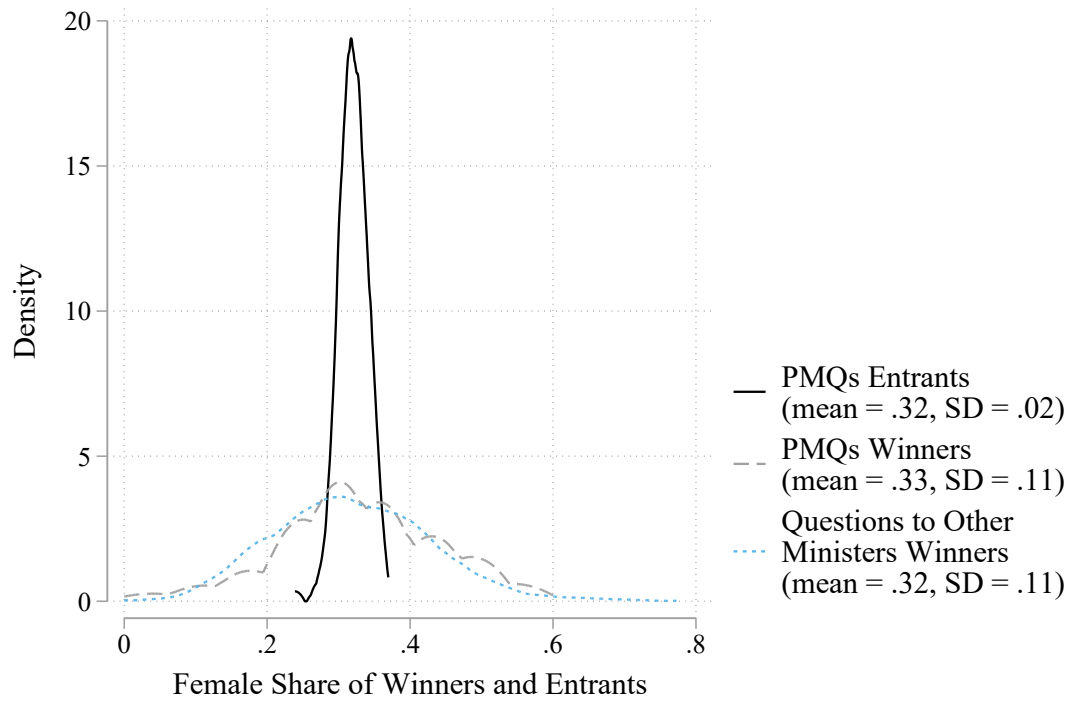 20
15
10
5
0
Density
0
.2
.4
.6
.8
Female Share of Winners and Entrants
PMQs Entrants
(mean = .32, SD = .02)
PMQs Winners
(mean = .33, SD = .11)
Questions to Other
Ministers Winners
(mean = .32, SD = .11)